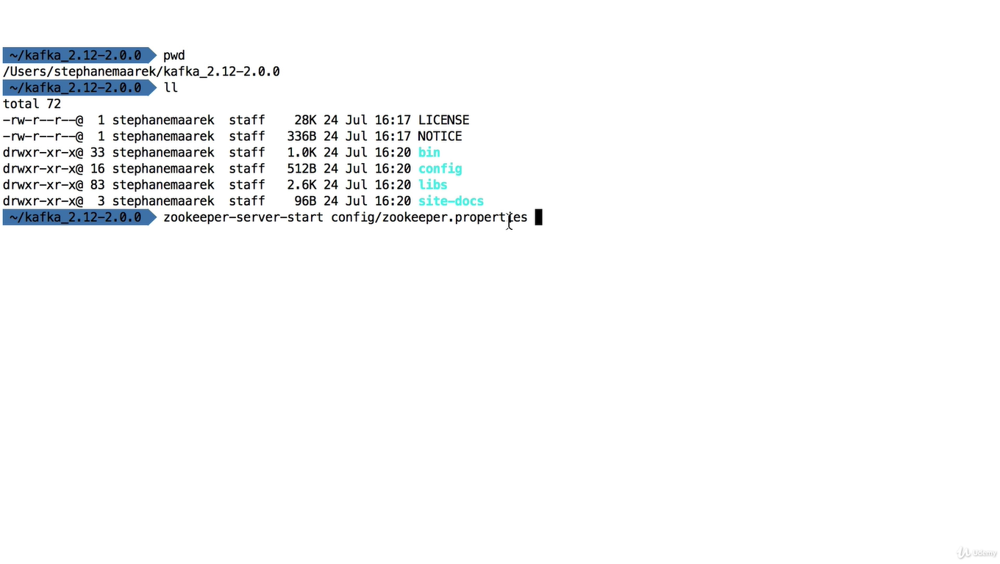 ~/kafka_2.12-2.0.0 pwd
/Users/stephanemaarek/kafka_2.12-2.0.0
~/kafka_2.12-2.0.0 ll
total 72
-rw-r--r--@  1 stephanemaarek  staff    28K 24 Jul 16:17 LICENSE
-rw-r--r--@  1 stephanemaarek  staff   336B 24 Jul 16:17 NOTICE
drwxr-xr-x@ 33 stephanemaarek  staff   1.0K 24 Jul 16:20 bin
drwxr-xr-x@ 16 stephanemaarek  staff   512B 24 Jul 16:20 config
drwxr-xr-x@ 83 stephanemaarek  staff   2.6K 24 Jul 16:20 libs
drwxr-xr-x@  3 stephanemaarek  staff    96B 24 Jul 16:20 site-docs
~/kafka_2.12-2.0.0 zookeeper-server-start config/zookeeper.properties
Udemy